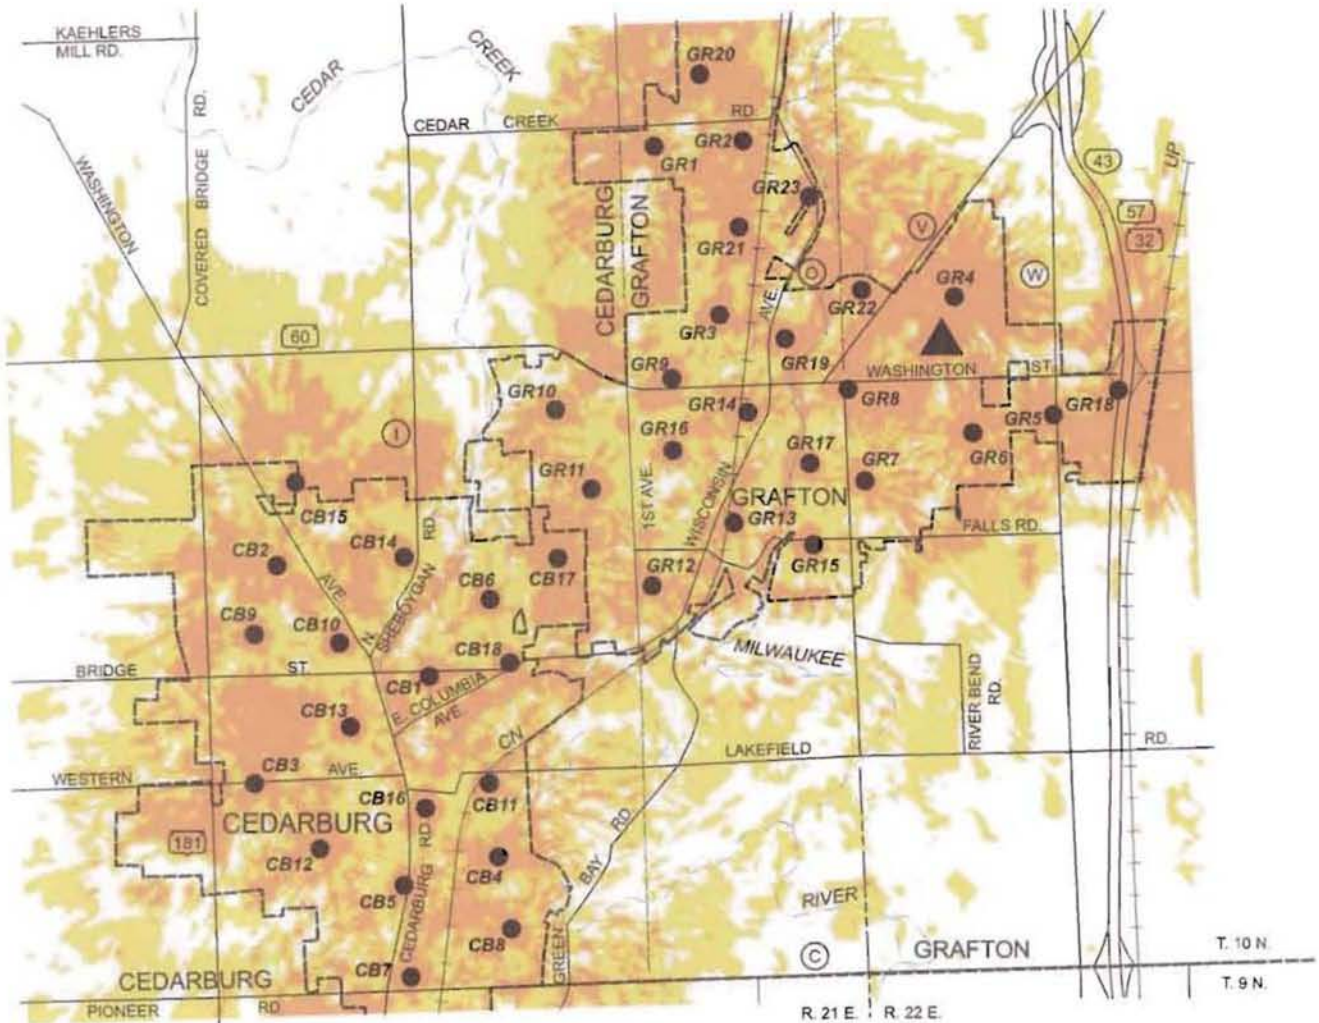 KAEHLERS
MILL RD.
CEDAR
CREEK
GR20
COVERED BRIDGE RD.
CEDAR CREEK RD.
GR1
GR2
UP
43
WASHINGTON
AVE.
CEDARBURG
GRAFTON
GR23
57
32
GR21
V
O
W
GR22
GR4
AVE.
60
GR3
GR19
WASHINGTON ST.
GR9
GR10
GR14
GR8
GR5
GR18
I
GR16
GR17
GR6
GR11
GR7
1ST AVE.
WISCONSIN
GRAFTON
CB15
GR13
FALLS RD.
CB2
CB14
RD.
N. SHEBOYGAN
CB6
CB17
GR12
GR15
CB9
CB10
MILWAUKEE
BRIDGE ST.
CB18
CB1
E. COLUMBIA
AVE.
RIVER BEND
RD.
CB13
CN
LAKEFIELD RD.
WESTERN AVE.
CB3
CB16
CB11
CEDARBURG
181
CB12
CB4
CB5
CEDARBURG RD
GREEN BAY RD
RIVER
CB8
C
GRAFTON
T. 10 N.
CB7
CEDARBURG
T. 9 N.
PIONEER RD
R. 21 E.
R. 22 E.